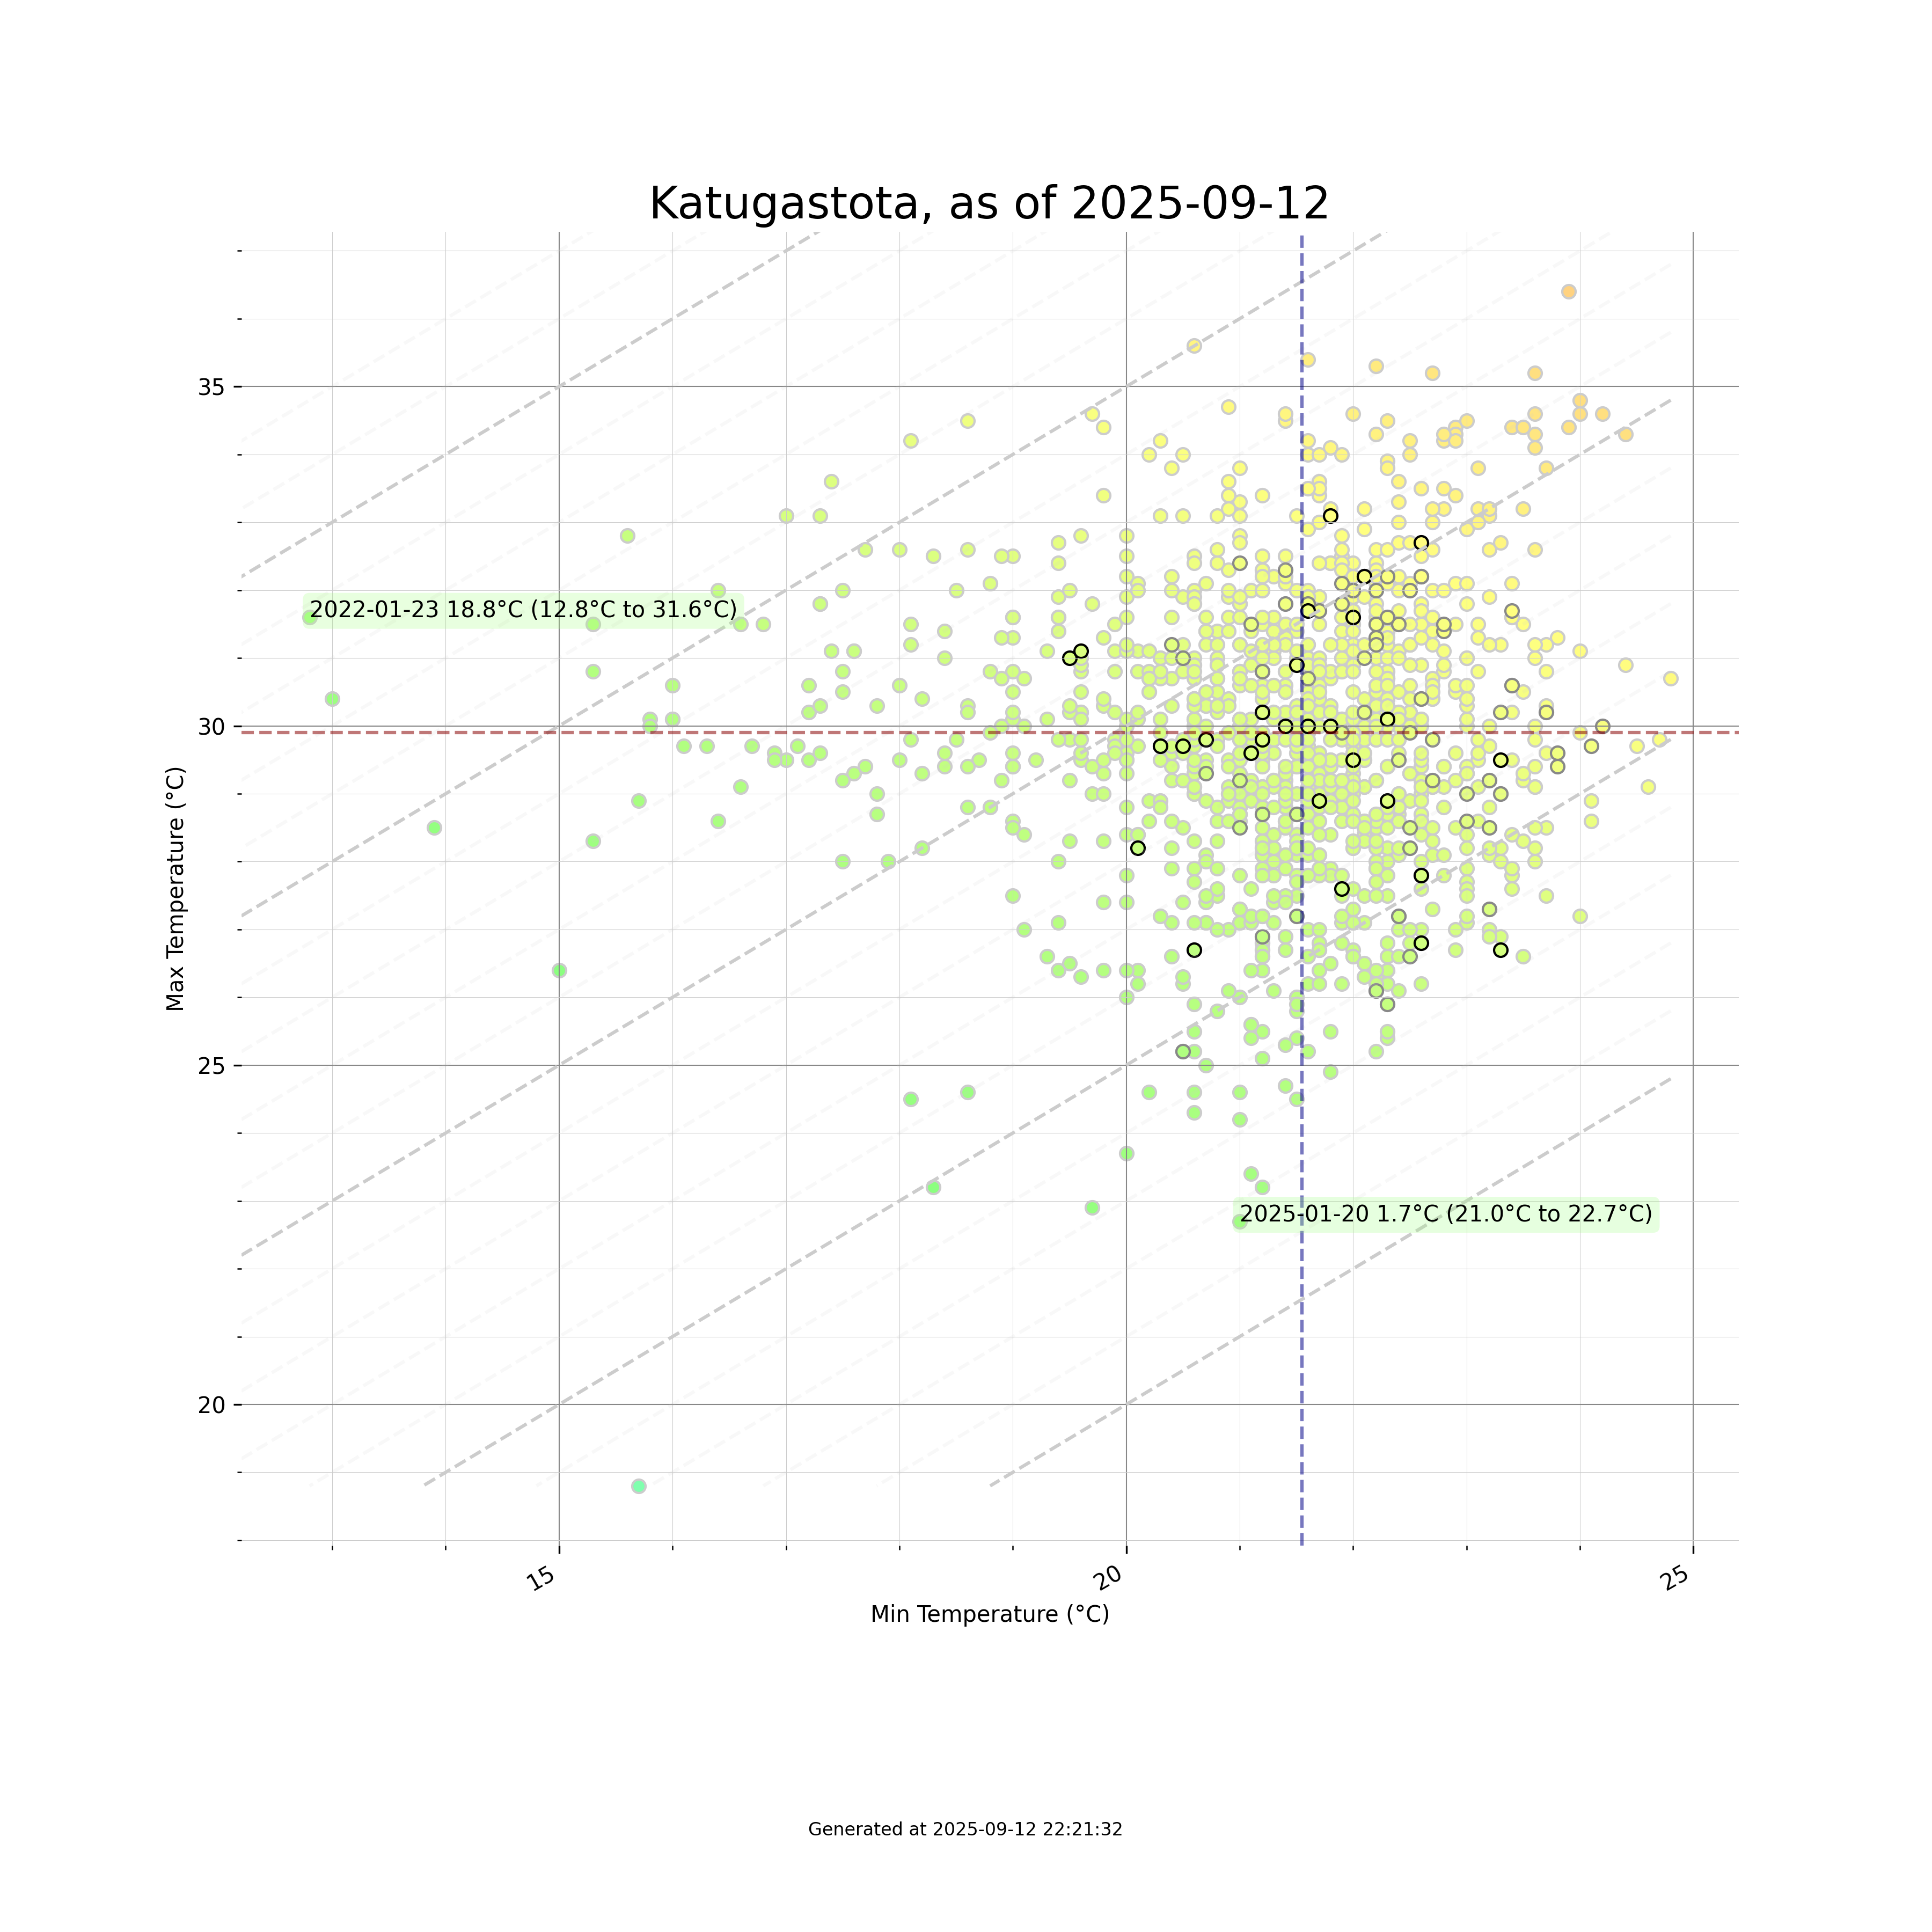 Katugastota, as of 2025-09-12
35
2022-01-23 18.8°C (12.8°C to 31.6°C)
30
Max Temperature (°C)
25
2025-01-20 1.7°C (21.0°C to 22.7°C)
20
15
20
25
Min Temperature (°C)
Generated at 2025-09-12 22:21:32